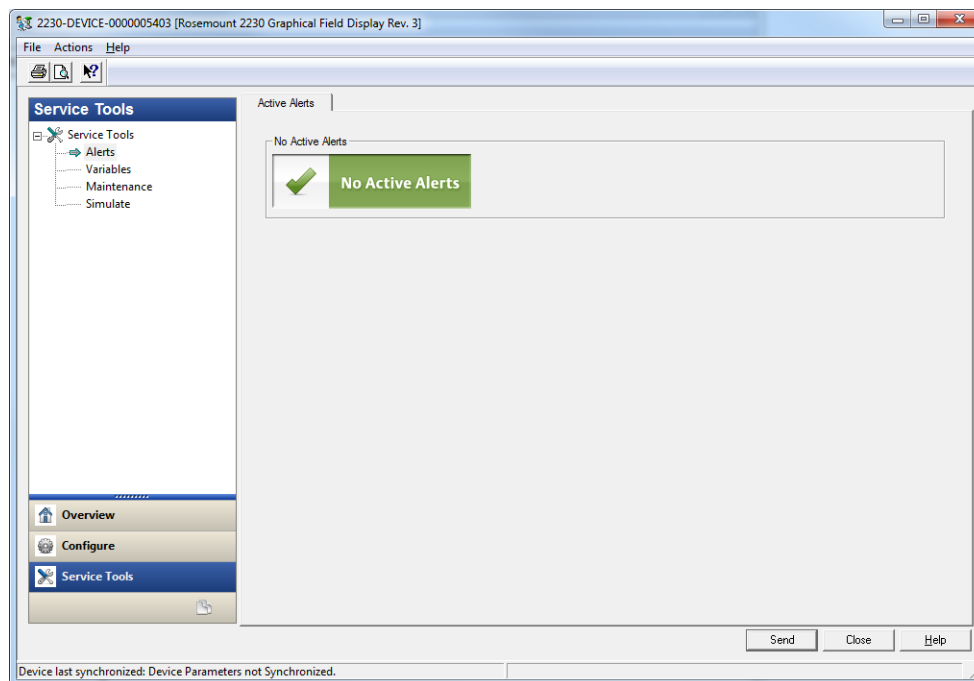 2230-DEVICE-0000005403 [Rosemount 2230 Graphical Field Display Rev. 3]
File Actions Help
Service Tools
Service Tools
Alerts
Variables
Maintenance
Simulate
Overview
Configure
Service Tools
Active Alerts
No Active Alerts
No Active Alerts
Send Close Help
Device last synchronized: Device Parameters not Synchronized.